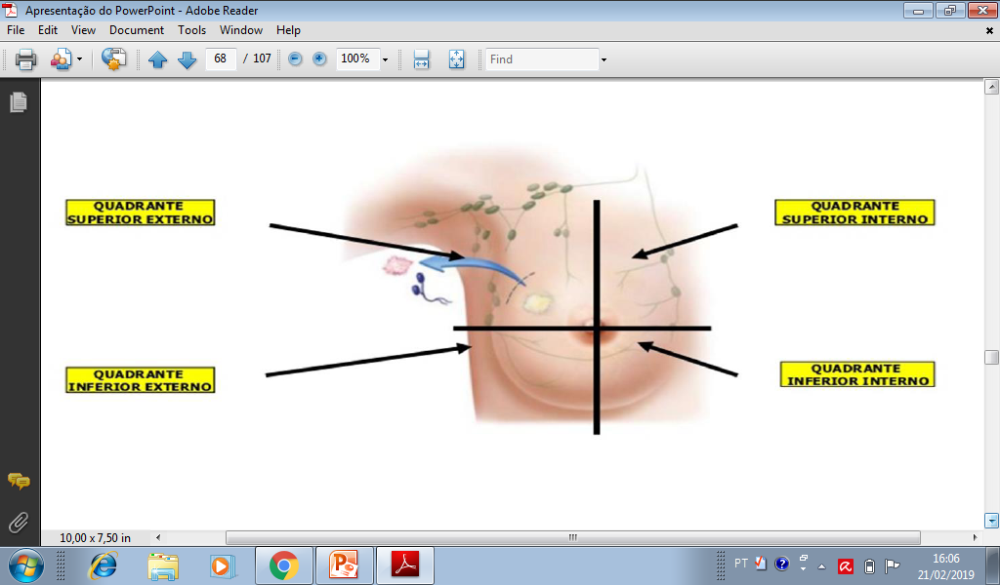 Apresentação do PowerPoint - Adobe Reader
File Edit View Document Tools Window Help
68 / 107 100% Find
QUADRANTE
SUPERIOR EXTERNO
QUADRANTE
SUPERIOR INTERNO
QUADRANTE
INFERIOR EXTERNO
QUADRANTE
INFERIOR INTERNO
10,00 x 7,50 in
PT 16:06
21/02/2019